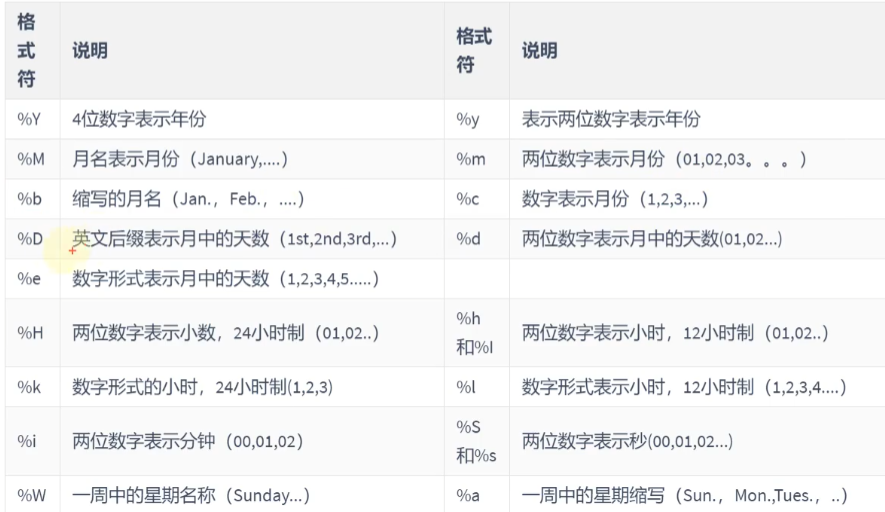 格式符 说明 格式符 说明
%Y 4位数字表示年份 %y 表示两位数字表示年份
%M 月名表示月份（January,....） %m 两位数字表示月份（01,02,03。。。）
%b 缩写的月名（Jan.，Feb.，....） %c 数字表示月份（1,2,3,...）
%D 英文后缀表示月中的天数（1st,2nd,3rd,...） %d 两位数字表示月中的天数(01,02...)
%e 数字形式表示月中的天数（1,2,3,4,5.....）
%H 两位数字表示小数，24小时制（01,02..） %h和%I 两位数字表示小时，12小时制（01,02..）
%k 数字形式的小时，24小时制(1,2,3) %l 数字形式表示小时，12小时制（1,2,3,4....）
%i 两位数字表示分钟（00,01,02） %S和%s 两位数字表示秒(00,01,02...)
%W 一周中的星期名称（Sunday...） %a 一周中的星期缩写（Sun.，Mon.,Tues.，..）